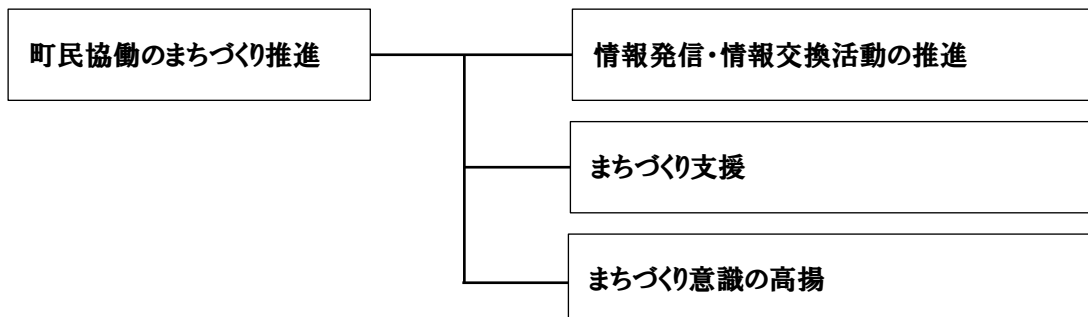 町民協働のまちづくり推進
情報発信・情報交換活動の推進
まちづくり支援
まちづくり意識の高揚